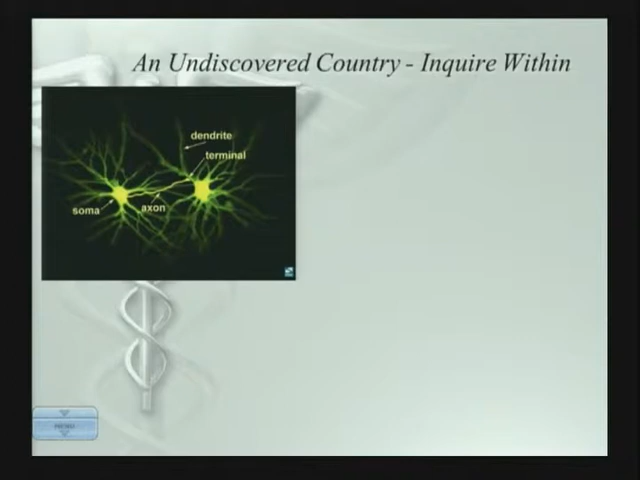 An Undiscovered Country - Inquire Within
dendrite
terminal
soma
axon